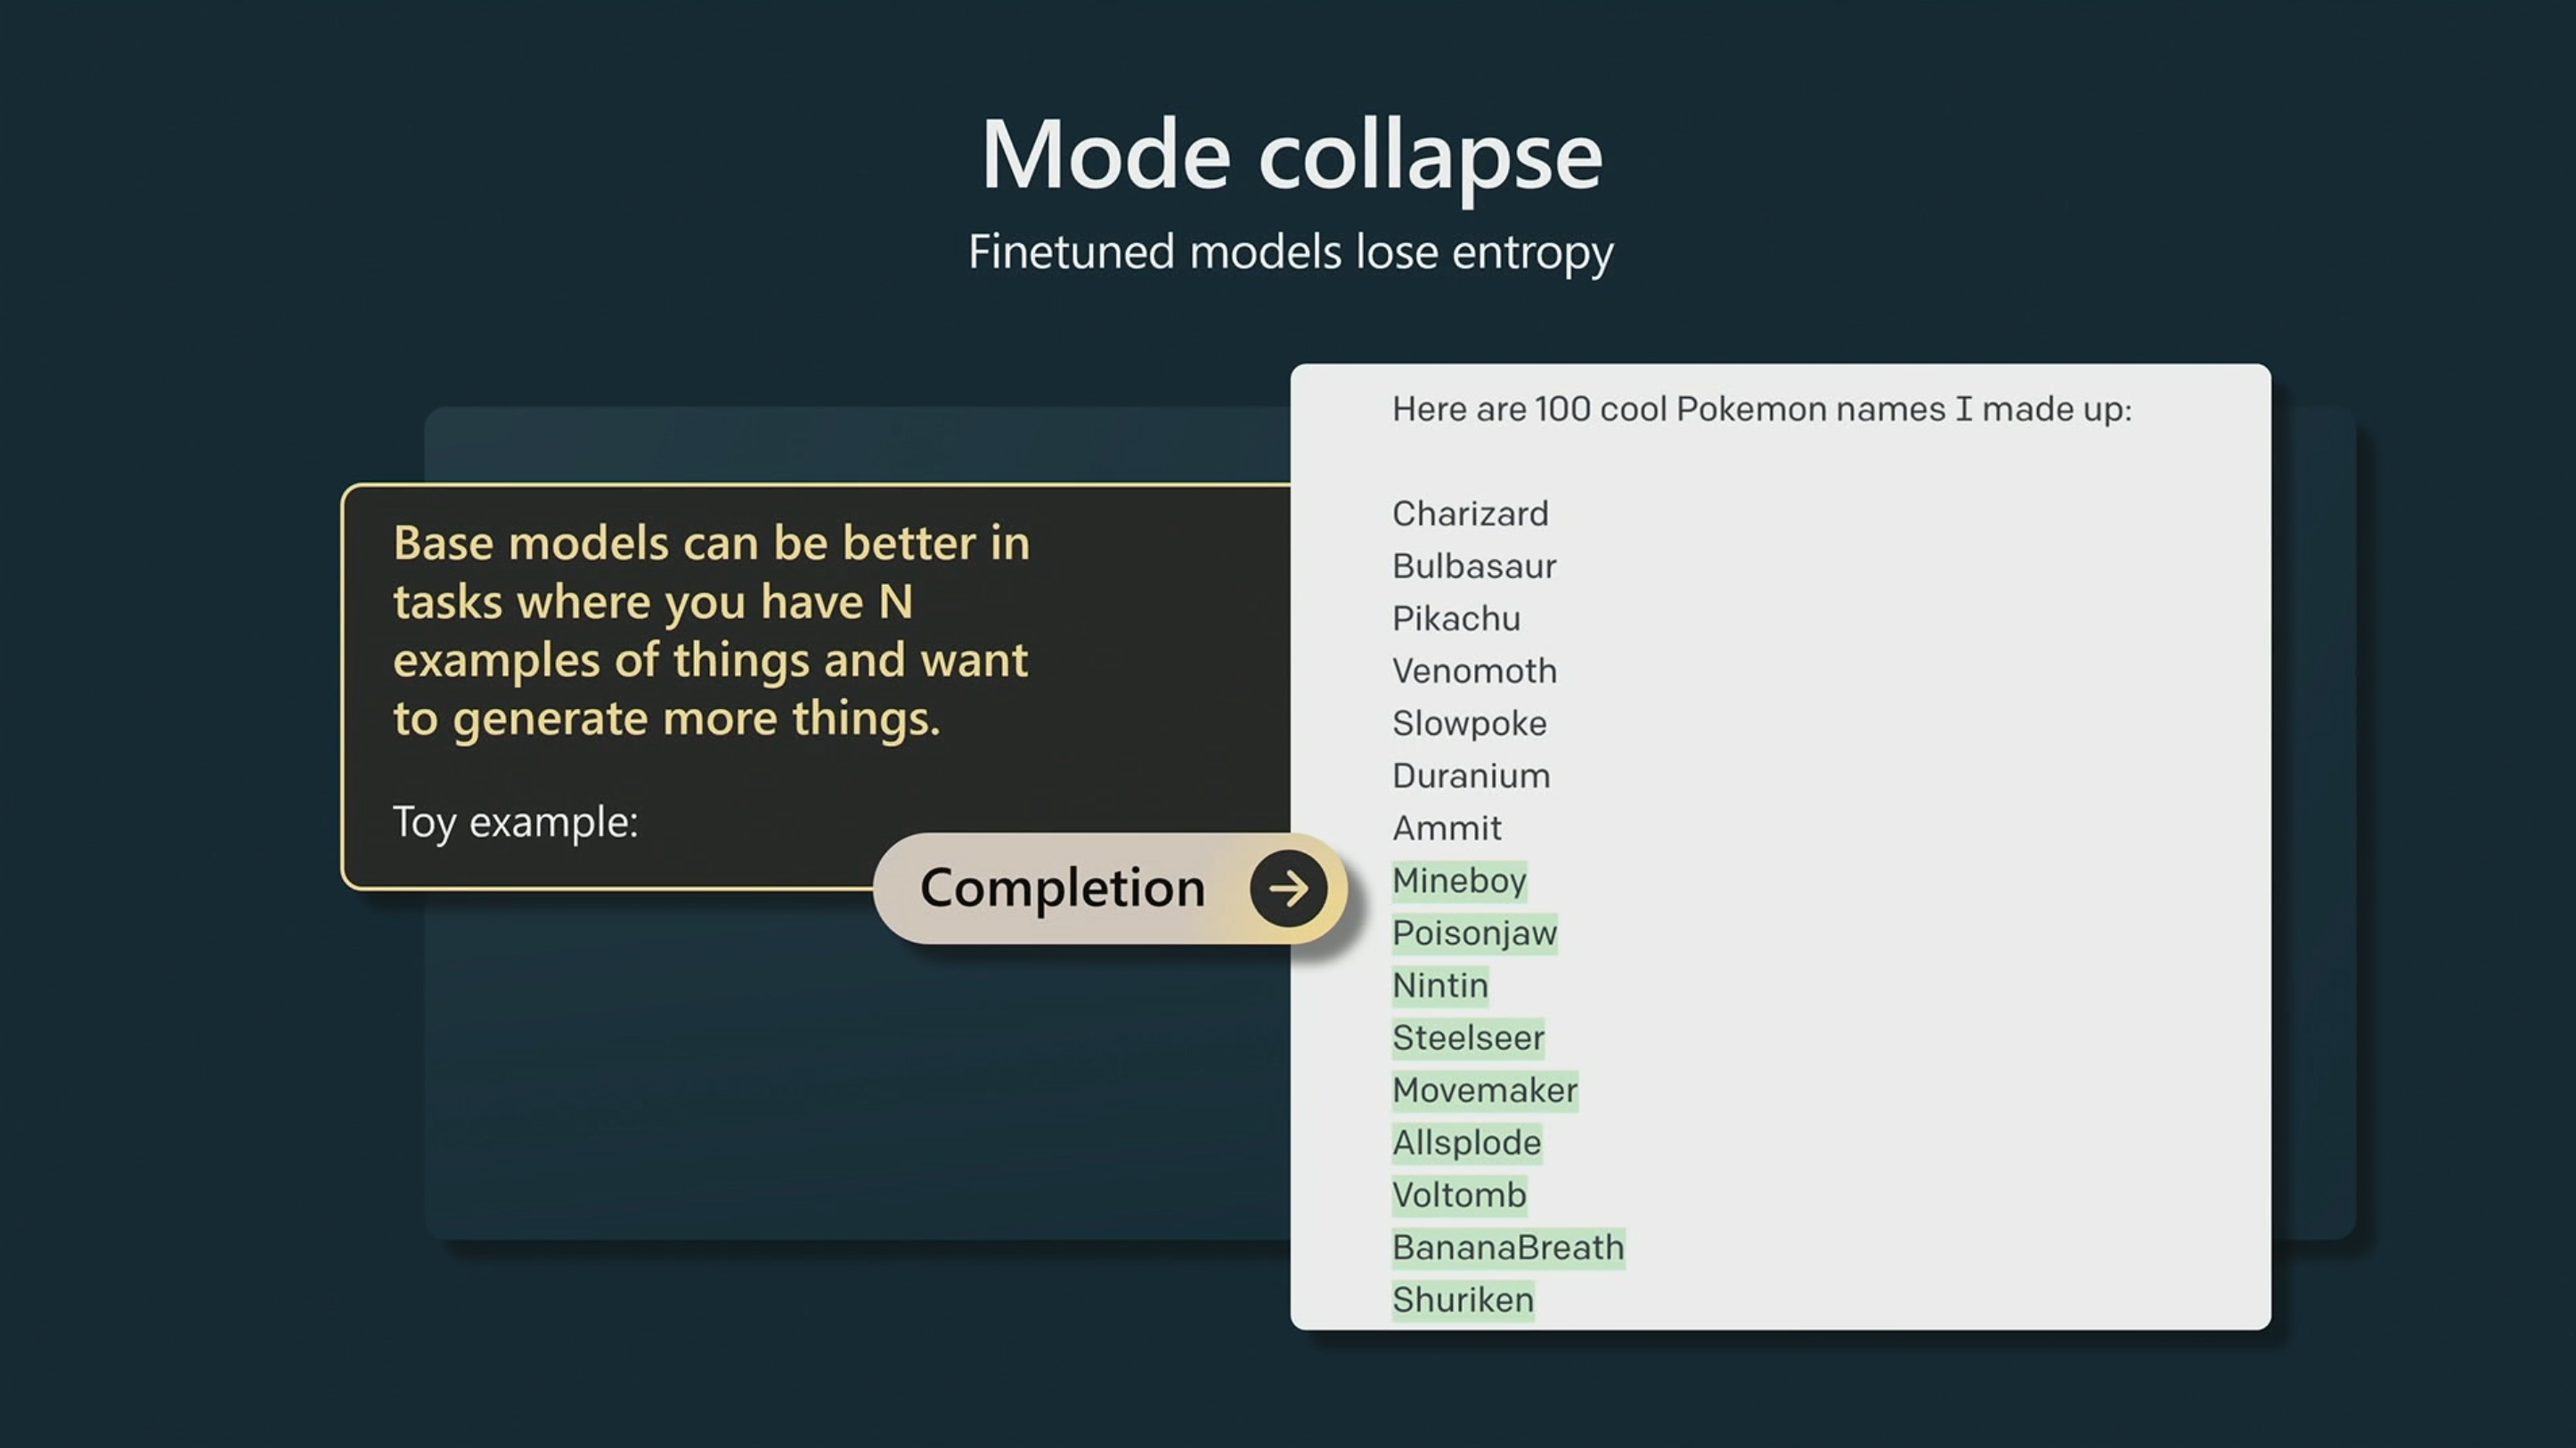 Mode collapse
Finetuned models lose entropy
Base models can be better in
tasks where you have N
examples of things and want
to generate more things.
Toy example:
Completion
Here are 100 cool Pokemon names I made up:
Charizard
Bulbasaur
Pikachu
Venomoth
Slowpoke
Duranium
Ammit
Mineboy
Poisonjaw
Nintin
Steelseer
Movemaker
Allsplode
Voltomb
BananaBreath
Shuriken